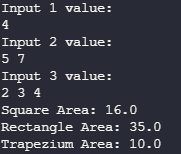 Input 1 value:
4
Input 2 value:
5 7
Input 3 value:
2 3 4
Square Area: 16.0
Rectangle Area: 35.0
Trapezium Area: 10.0